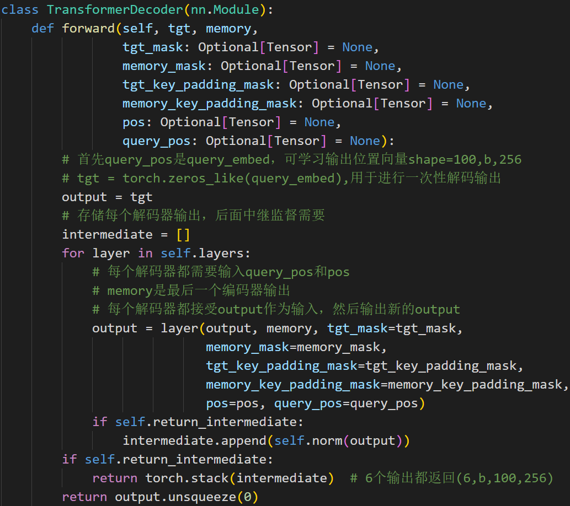 class TransformerDecoder(nn.Module):
    def forward(self, tgt, memory,
                tgt_mask: Optional[Tensor] = None,
                memory_mask: Optional[Tensor] = None,
                tgt_key_padding_mask: Optional[Tensor] = None,
                memory_key_padding_mask: Optional[Tensor] = None,
                pos: Optional[Tensor] = None,
                query_pos: Optional[Tensor] = None):
        # 首先query_pos是query_embed，可学习输出位置向量shape=100,b,256
        # tgt = torch.zeros_like(query_embed),用于进行一次性解码输出
        output = tgt
        # 存储每个解码器输出，后面中继监督需要
        intermediate = []
        for layer in self.layers:
            # 每个解码器都需要输入query_pos和pos
            # memory是最后一个编码器输出
            # 每个解码器都接受output作为输入，然后输出新的output
            output = layer(output, memory, tgt_mask=tgt_mask,
                           memory_mask=memory_mask,
                           tgt_key_padding_mask=tgt_key_padding_mask,
                           memory_key_padding_mask=memory_key_padding_mask,
                           pos=pos, query_pos=query_pos)
            if self.return_intermediate:
                intermediate.append(self.norm(output))
        if self.return_intermediate:
            return torch.stack(intermediate)  # 6个输出都返回(6,b,100,256)
        return output.unsqueeze(0)